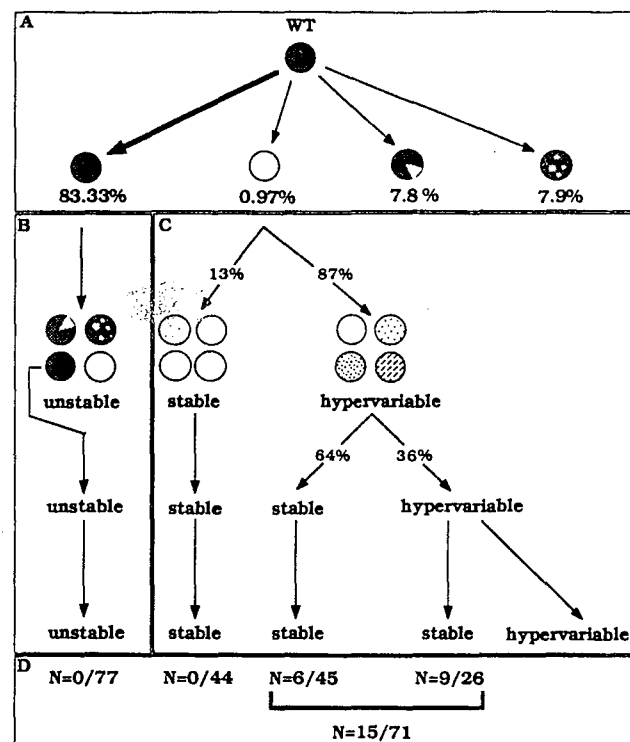 A
WT
83.33% 0.97% 7.8% 7.9%
B C
13% 87%
unstable stable hypervariable
64% 36%
unstable stable stable hypervariable
unstable stable stable stable hypervariable
D
N=0/77 N=0/44 N=6/45 N=9/26
N=15/71